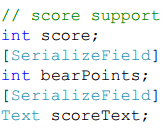 // score support
int score;
[SerializeField]
int bearPoints;
[SerializeField]
Text scoreText;